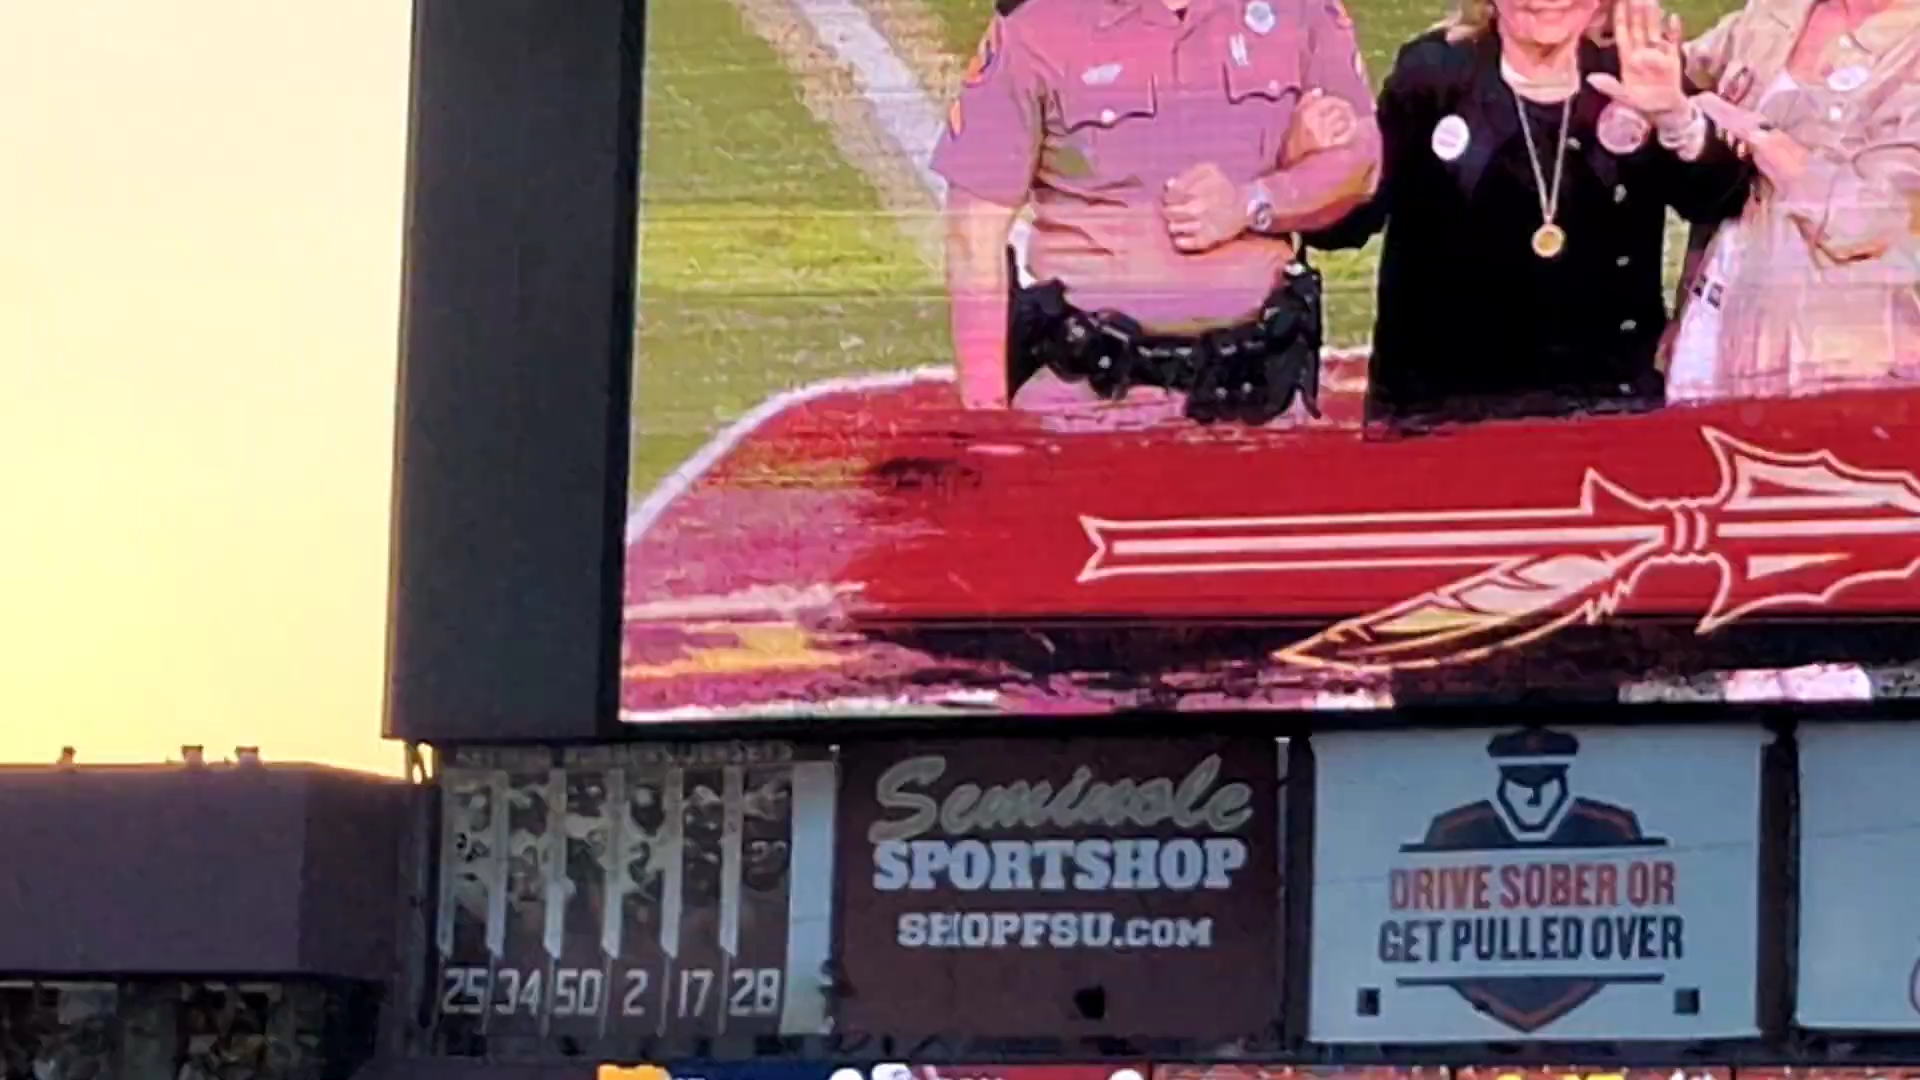 25 34 50 2 17 28
Seminole
SPORTSHOP
SHOPFSU.COM
DRIVE SOBER OR
GET PULLED OVER